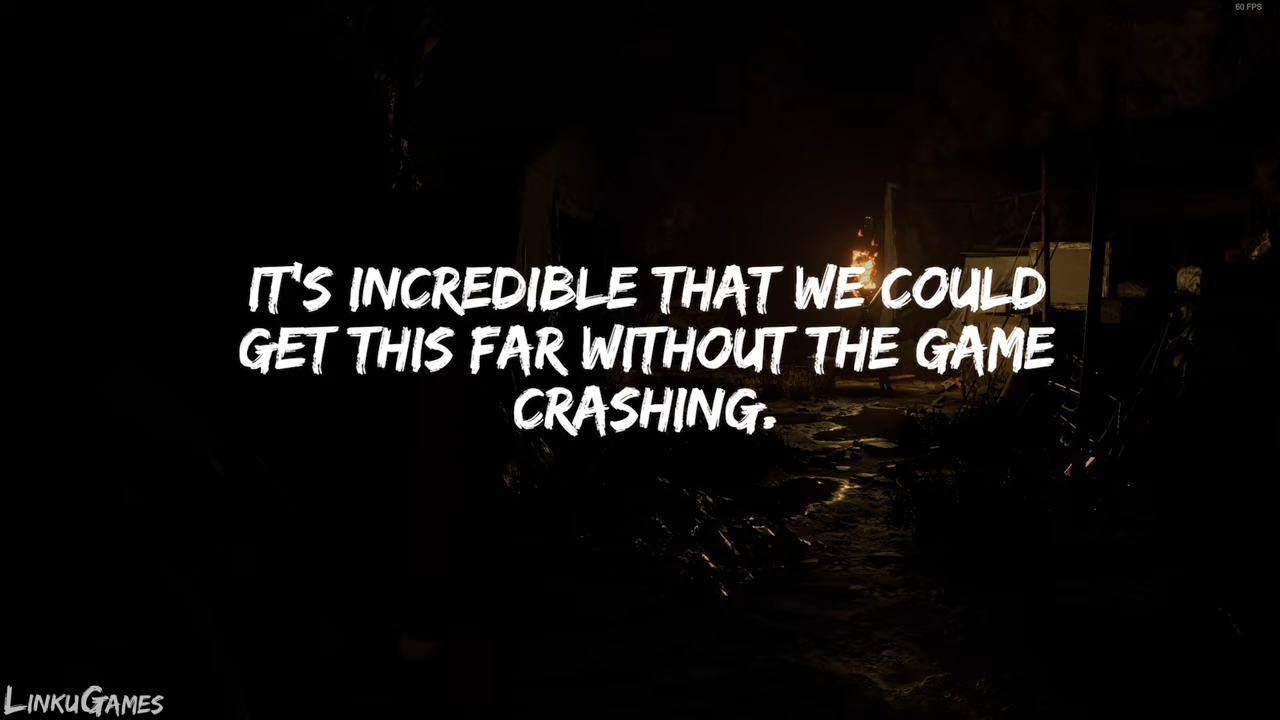 60 FPS
IT'S INCREDIBLE THAT WE COULD
GET THIS FAR WITHOUT THE GAME
CRASHING.
LINKUGAMES